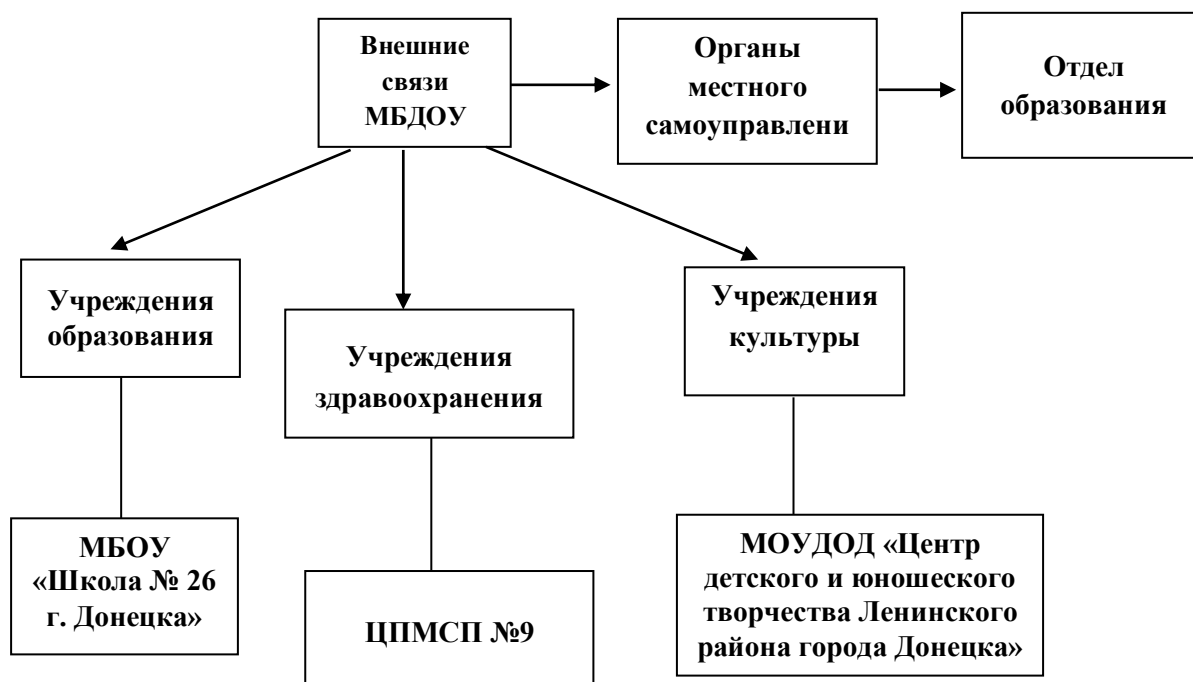 Внешние
связи
МБДОУ
Органы
местного
самоуправлени
Отдел
образования
Учреждения
образования
Учреждения
здравоохранения
Учреждения
культуры
МБОУ
«Школа № 26
г. Донецка»
ЦПМСП №9
МОУДОД «Центр
детского и юношеского
творчества Ленинского
района города Донецка»